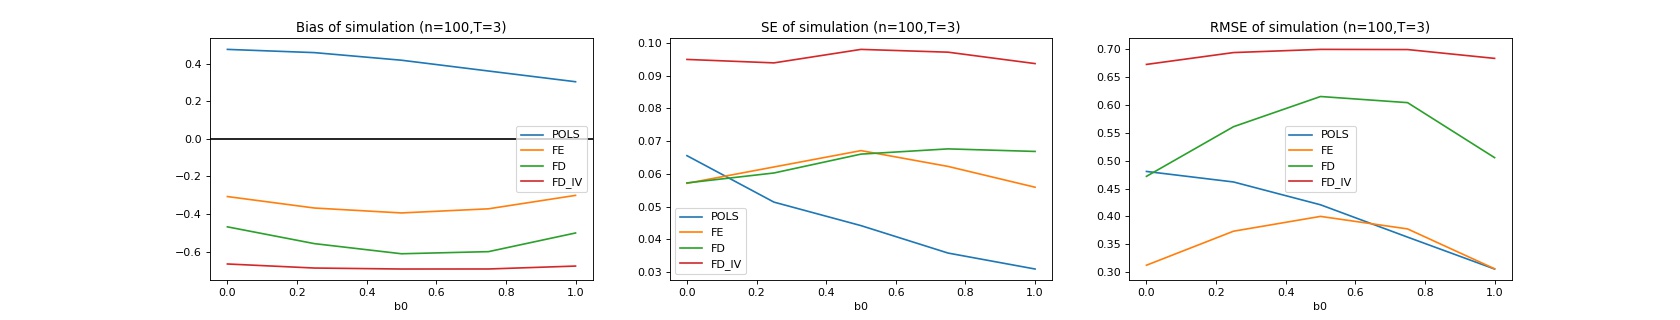 Bias of simulation (n=100,T=3)
0.4
0.2
0.0
−0.2
−0.4
−0.6
0.0 0.2 0.4 0.6 0.8 1.0
b0
POLS
FE
FD
FD_IV
SE of simulation (n=100,T=3)
0.10
0.09
0.08
0.07
0.06
0.05
0.04
0.03
0.0 0.2 0.4 0.6 0.8 1.0
b0
POLS
FE
FD
FD_IV
RMSE of simulation (n=100,T=3)
0.70
0.65
0.60
0.55
0.50
0.45
0.40
0.35
0.30
0.0 0.2 0.4 0.6 0.8 1.0
b0
POLS
FE
FD
FD_IV